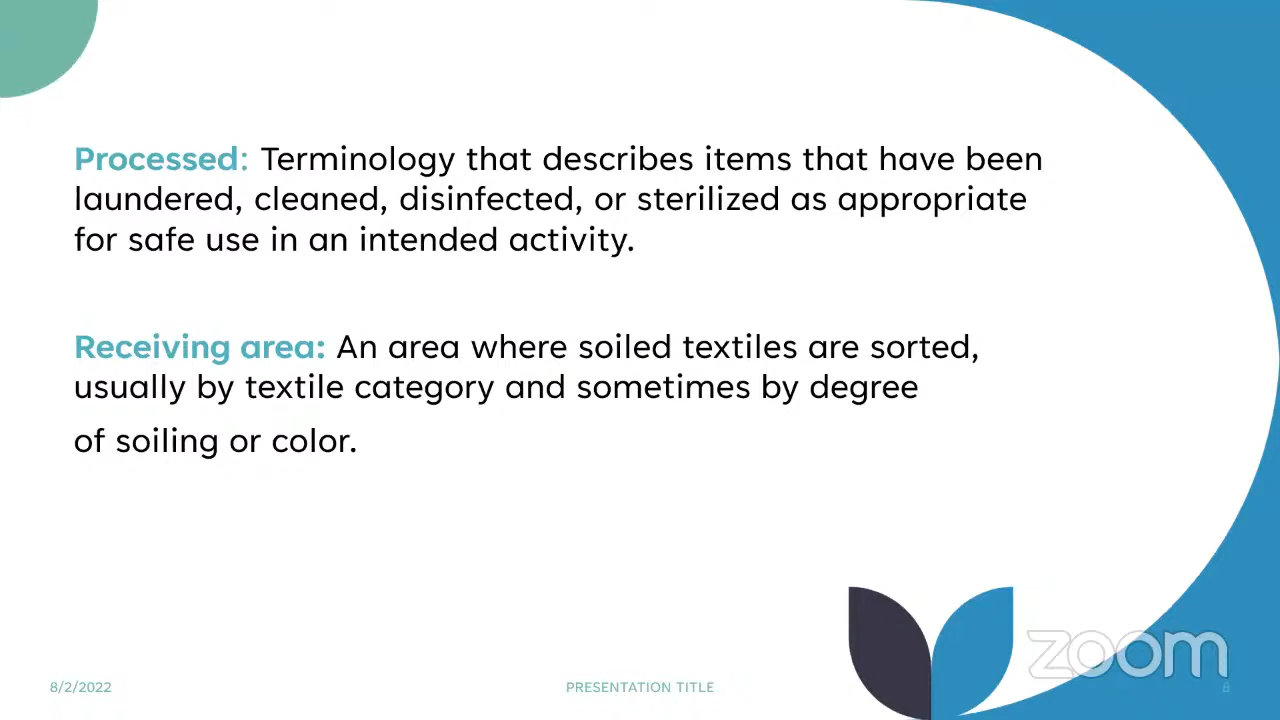 Processed: Terminology that describes items that have been
laundered, cleaned, disinfected, or sterilized as appropriate
for safe use in an intended activity.
Receiving area: An area where soiled textiles are sorted,
usually by textile category and sometimes by degree
of soiling or color.
zoom
8/2/2022
PRESENTATION TITLE
8